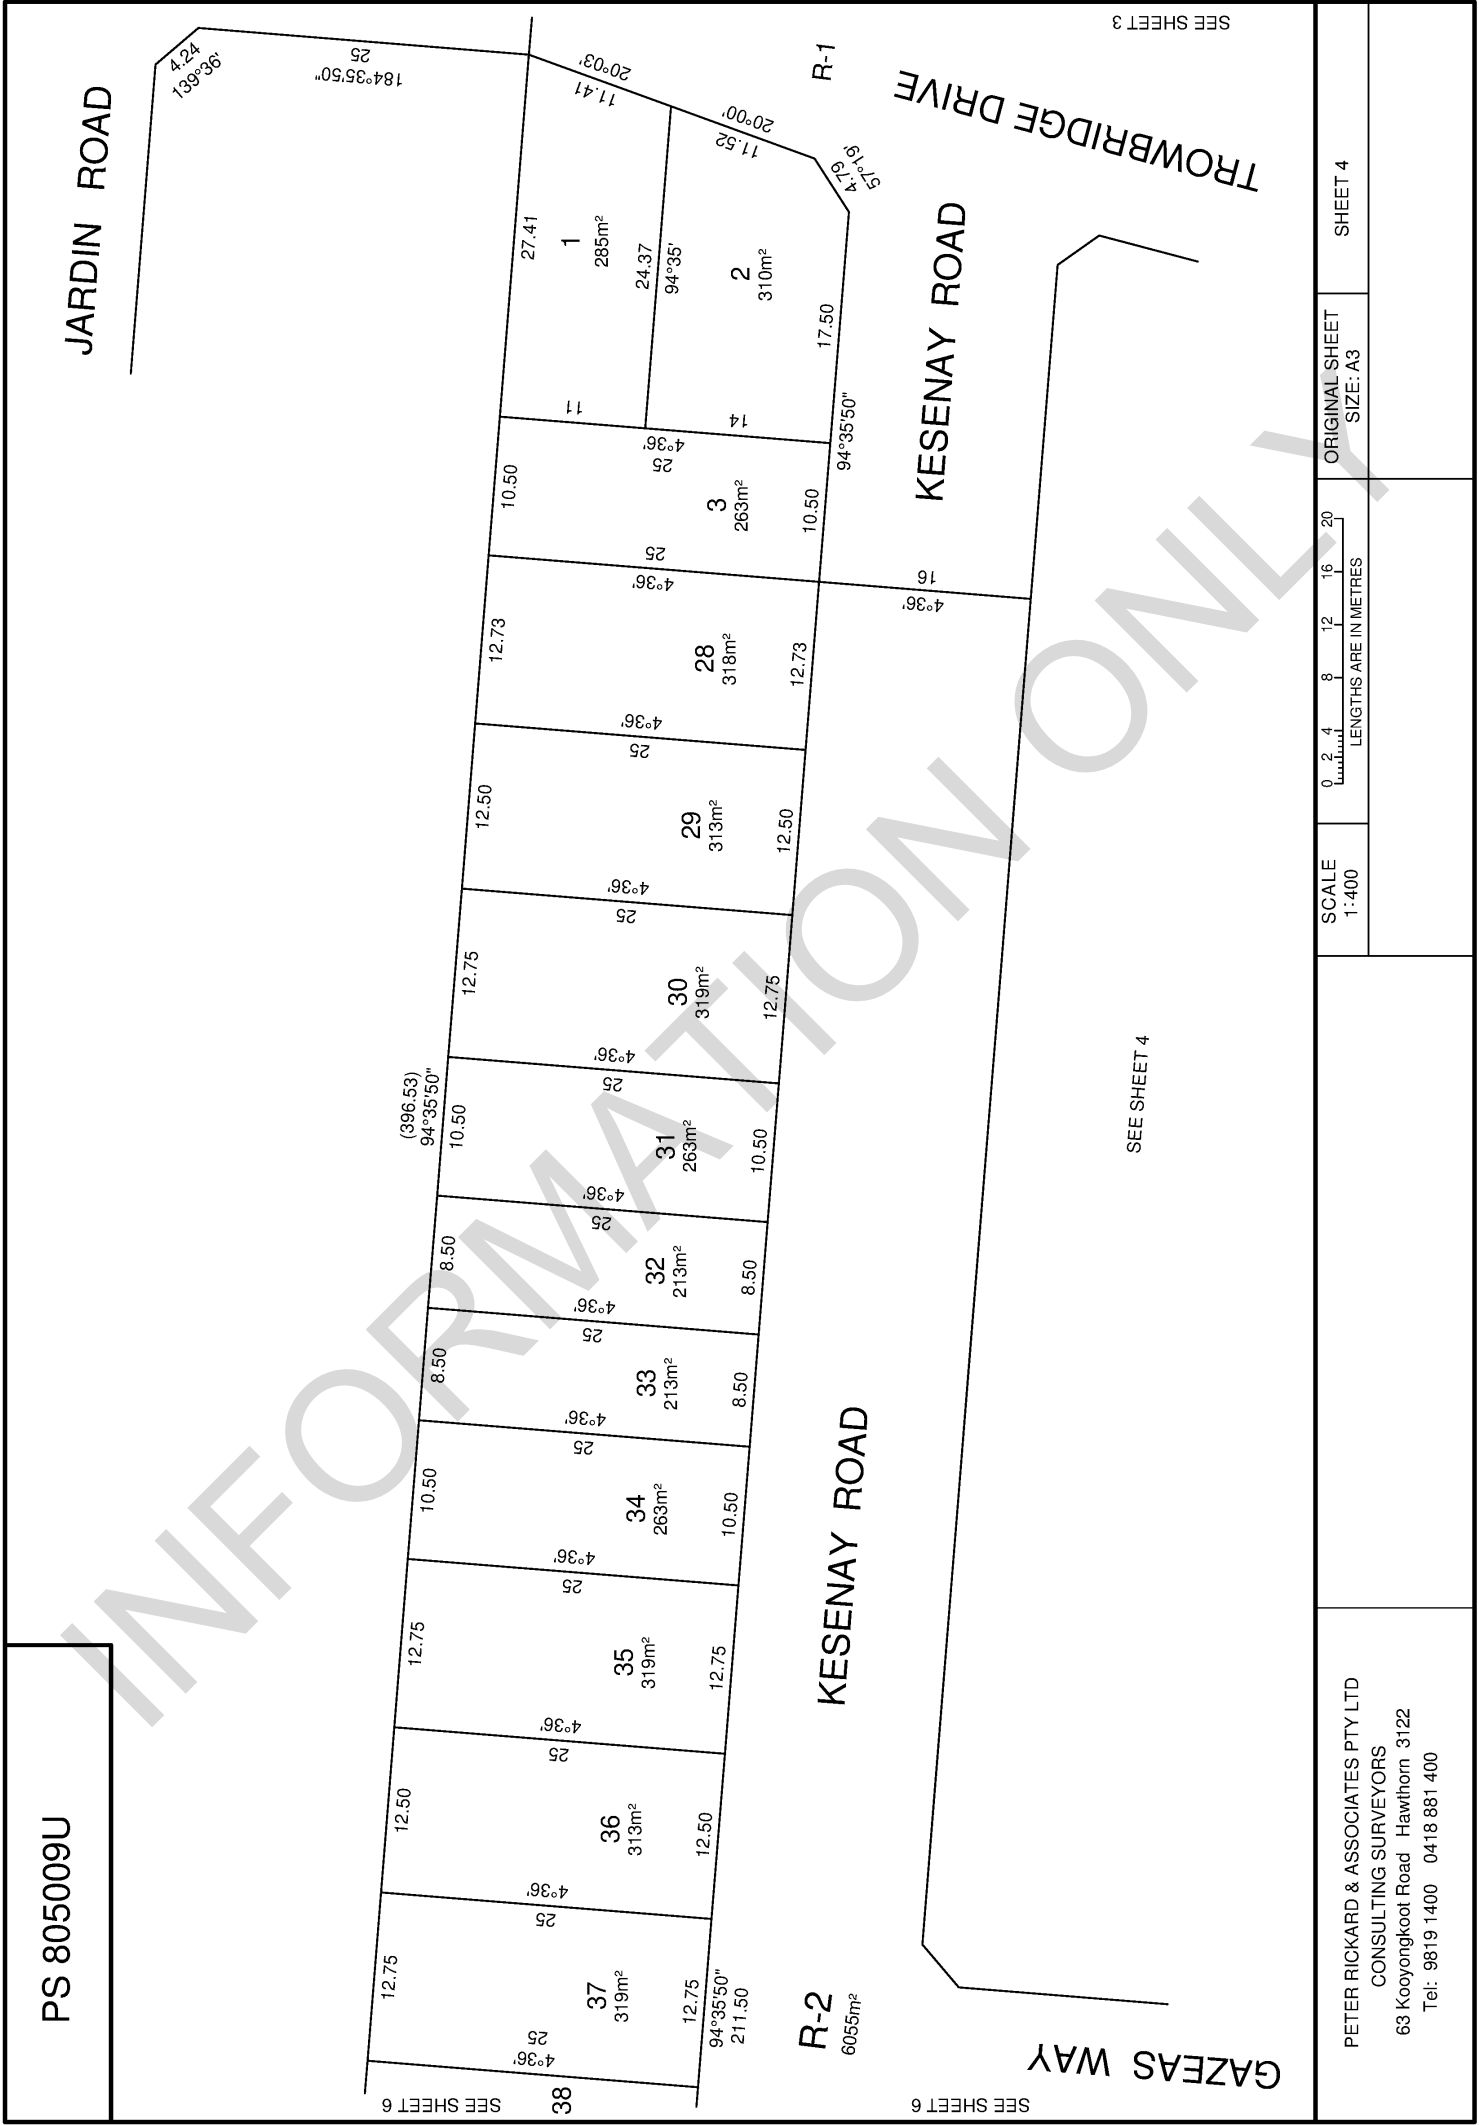 PS 805009U
JARDIN ROAD
4.24
139°36'
25
184°35'50"
(396.53)
94°35'50"
SEE SHEET 6
38
4°36'
25
12.75
37
319m²
12.75
25
4°36'
12.50
36
313m²
12.50
25
4°36'
12.75
35
319m²
12.75
25
4°36'
10.50
34
263m²
10.50
25
4°36'
8.50
33
213m²
8.50
25
4°36'
8.50
32
213m²
8.50
25
4°36'
10.50
31
263m²
10.50
25
4°36'
12.75
30
319m²
12.75
25
4°36'
12.50
29
313m²
12.50
25
4°36'
12.73
28
318m²
12.73
4°36'
25
10.50
3
263m²
10.50
25
4°36'
11
14
27.41
1
285m²
24.37
94°35'
2
310m²
17.50
94°35'50"
20°03'
11.41
20°00'
11.52
4.79
57°19'
R-1
TROWBRIDGE DRIVE
SEE SHEET 3
94°35'50"
211.50
R-2
6055m²
KESENAY ROAD
KESENAY ROAD
4°36'
16
SEE SHEET 6
GAZEAS WAY
SEE SHEET 4
INFORMATION ONLY
PETER RICKARD & ASSOCIATES PTY LTD
CONSULTING SURVEYORS
63 Kooyongkoot Road Hawthorn 3122
Tel: 9819 1400 0418 881 400
SCALE
1:400
0 2 4 8 12 16 20
LENGTHS ARE IN METRES
ORIGINAL SHEET
SIZE: A3
SHEET 4